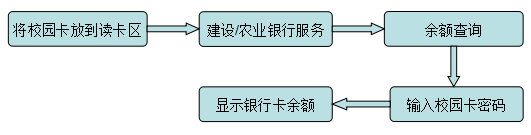 将校园卡放到读卡区
建设/农业银行服务
余额查询
输入校园卡密码
显示银行卡余额